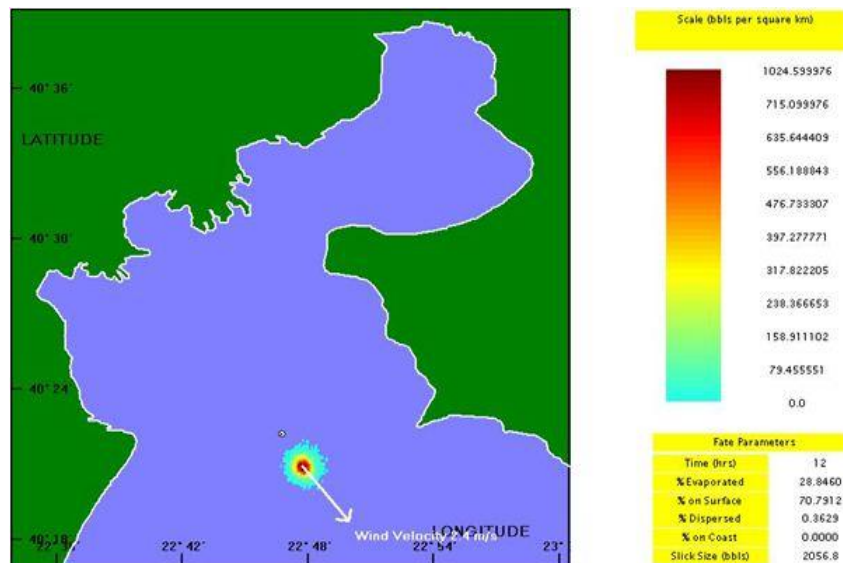 40° 36'
LATITUDE
40° 30'
40° 24'
40° 18'
LONGITUDE
Wind Velocity 2.4 m/s
22° 42'
22° 48'
22° 54'
Scale (bbls per square km)
1024.599976
715.099976
635.644409
556.188843
476.733307
397.277771
317.822205
238.366653
158.911102
79.455551
0.0
Fate Parameters
Time (hrs) 12
% Evaporated 28.8460
% on Surface 70.7912
% Dispersed 0.3629
% on Coast 0.0000
Slick Size (bbls) 2056.8